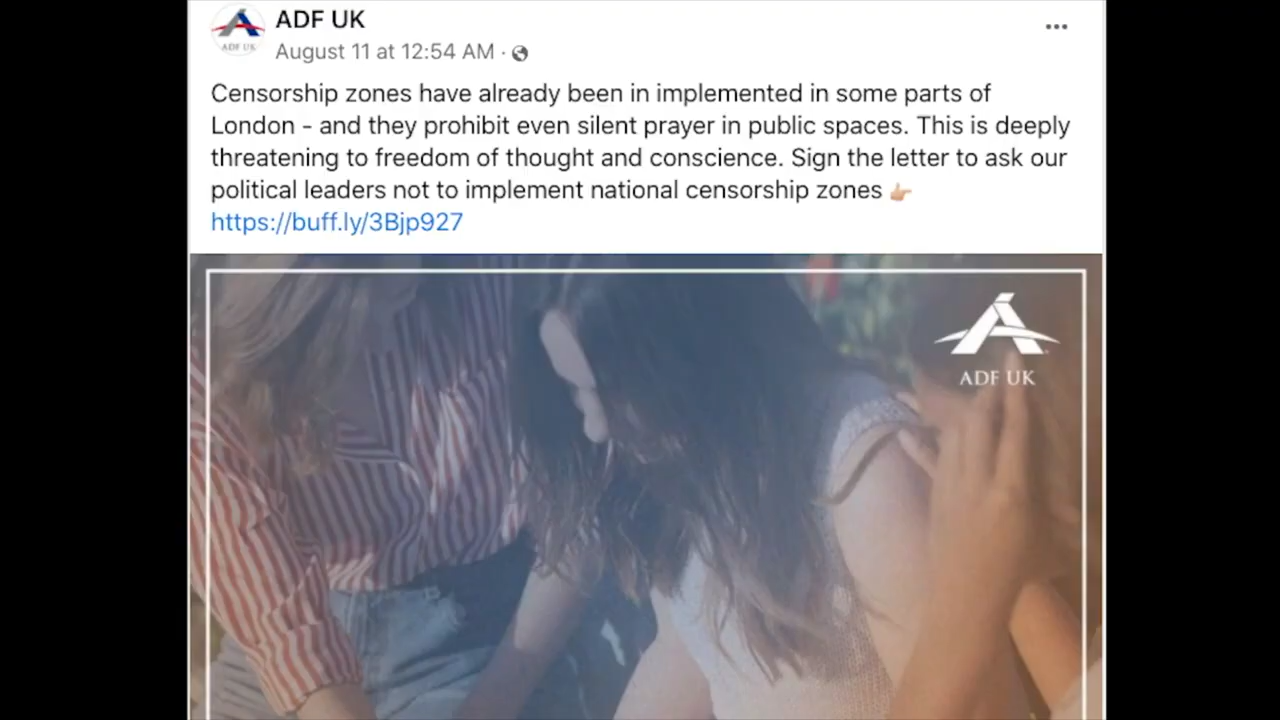 ADF UK
ADF UK
August 11 at 12:54 AM ·
Censorship zones have already been in implemented in some parts of
London - and they prohibit even silent prayer in public spaces. This is deeply
threatening to freedom of thought and conscience. Sign the letter to ask our
political leaders not to implement national censorship zones 👉🏼
https://buff.ly/3Bjp927
ADF UK